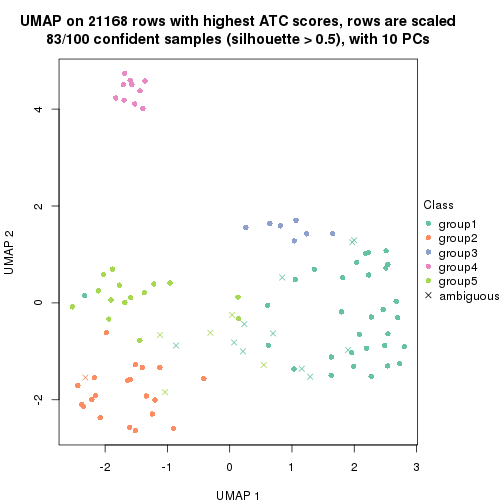 UMAP on 21168 rows with highest ATC scores, rows are scaled
83/100 confident samples (silhouette > 0.5), with 10 PCs
UMAP 2
4
2
0
-2
-2
-1
0
1
2
3
UMAP 1
Class
group1
group2
group3
group4
group5
ambiguous